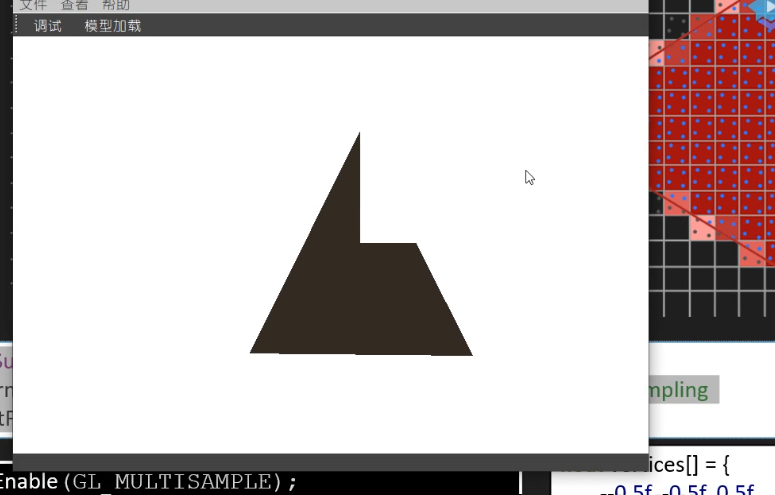 文件 查看 帮助
调试 模型加载
mpling
Enable(GL_MULTISAMPLE);
ices[] = {
--0.5f, -0.5f, 0.5f